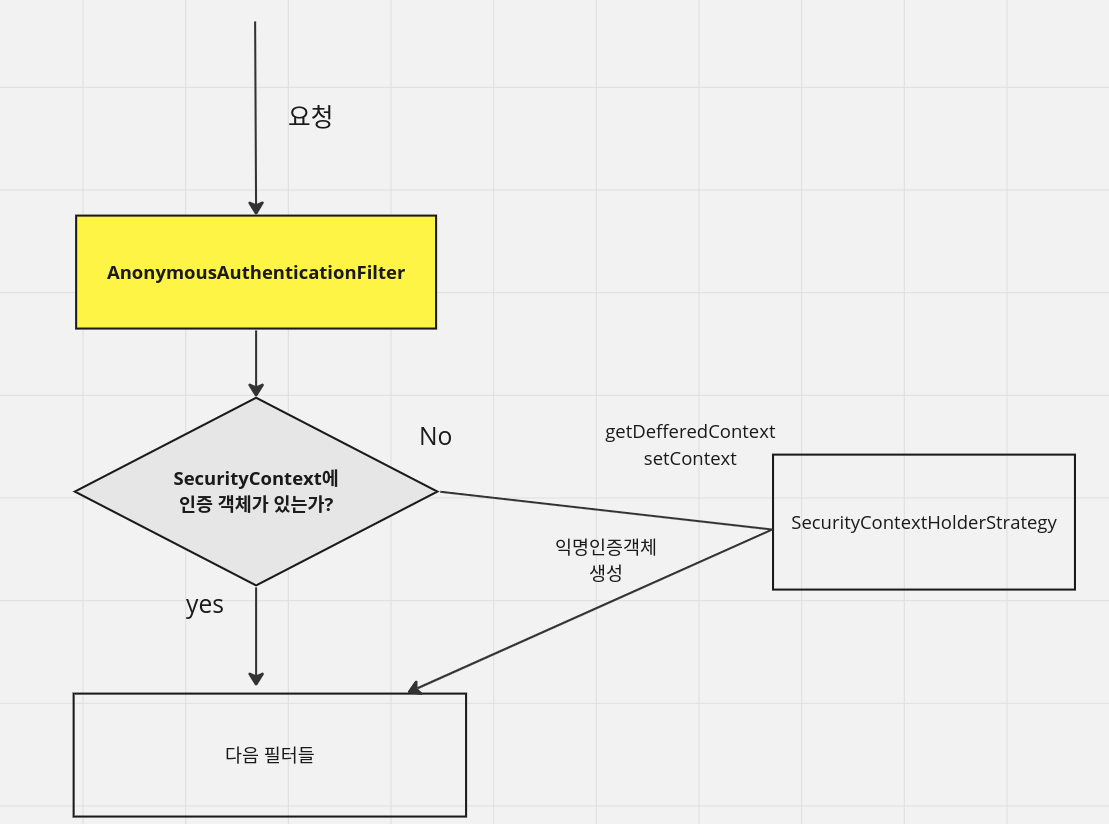 요청
AnonymousAuthenticationFilter
No
getDefferedContext
setContext
SecurityContext에
인증 객체가 있는가?
SecurityContextHolderStrategy
익명인증객체
생성
yes
다음 필터들